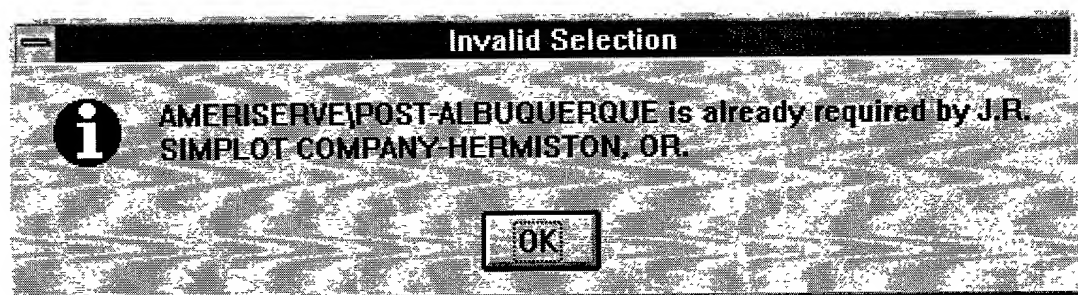 Invalid Selection
AMERISERVE\POST-ALBUQUERQUE is already required by J.R.
SIMPLOT COMPANY-HERMISTON, OR.
OK